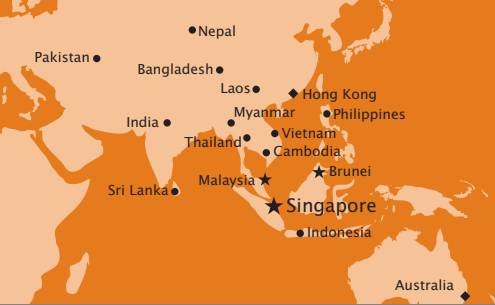 Nepal
Pakistan
Bangladesh
Laos
Hong Kong
Myanmar
Philippines
India
Vietnam
Thailand
Cambodia
Brunei
Malaysia
Sri Lanka
Singapore
Indonesia
Australia